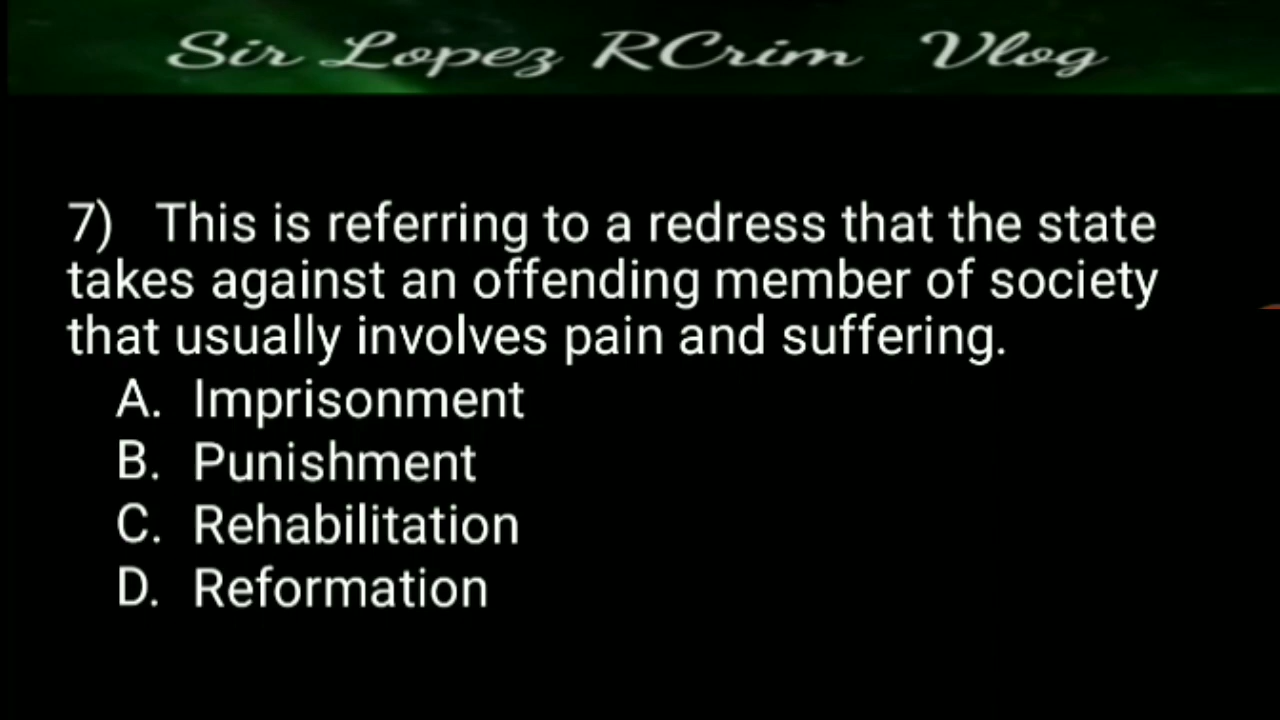 Sir Lopez RCrim Vlog
7) This is referring to a redress that the state
takes against an offending member of society
that usually involves pain and suffering.
A. Imprisonment
B. Punishment
C. Rehabilitation
D. Reformation